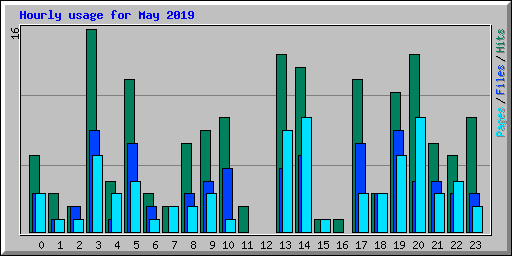 Hourly usage for May 2019
16
Pages / Files / Hits
0 1 2 3 4 5 6 7 8 9 10 11 12 13 14 15 16 17 18 19 20 21 22 23